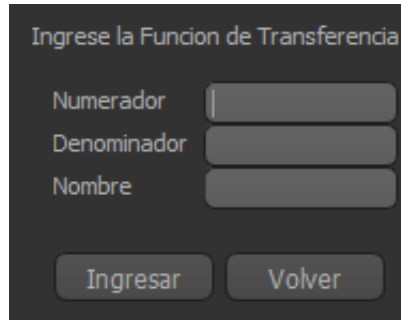 Ingrese la Funcion de Transferencia
Numerador
Denominador
Nombre
Ingresar Volver